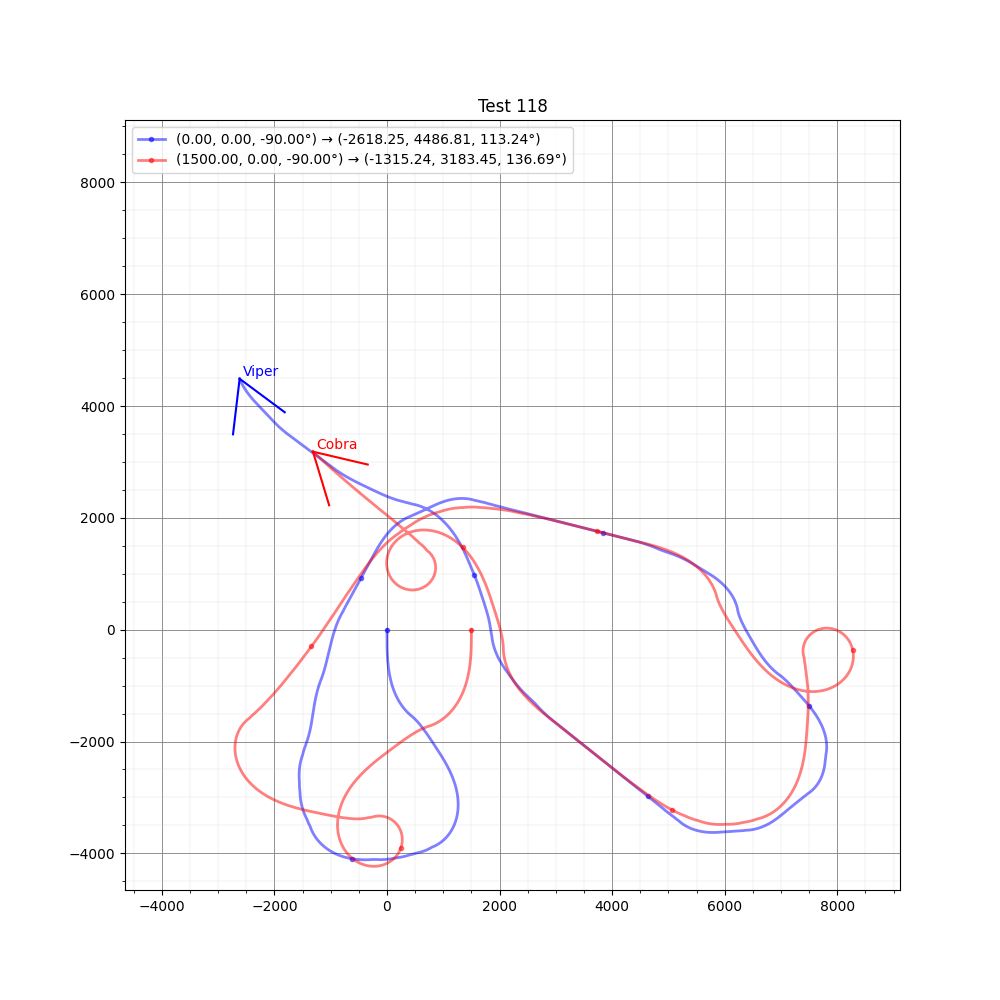 Test 118
(0.00, 0.00, -90.00°) → (-2618.25, 4486.81, 113.24°)
(1500.00, 0.00, -90.00°) → (-1315.24, 3183.45, 136.69°)
8000
6000
Viper
4000
Cobra
2000
0
−2000
−4000
−4000 −2000 0 2000 4000 6000 8000